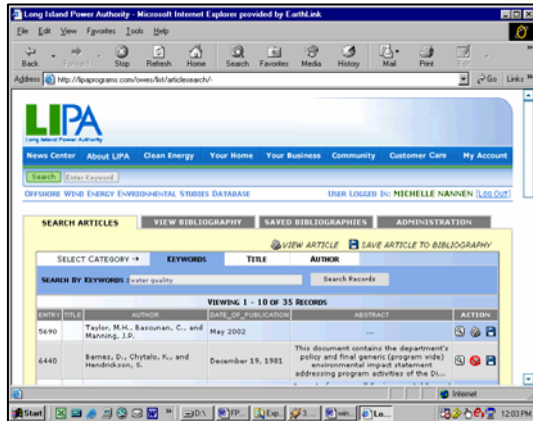 Long Island Power Authority - Microsoft Internet Explorer provided by EarthLink
File Edit View Favorites Tools Help
Back Forward Stop Refresh Home Search Favorites Media History Mail Print Edit
Address http://lipaprograms.com/owes/list/articlesearch/- Go Links
LIPA
Long Island Power Authority
News Center About LIPA Clean Energy Your Home Your Business Community Customer Care My Account
Search Enter Keyword
OFFSHORE WIND ENERGY ENVIRONMENTAL STUDIES DATABASE USER LOGGED IN: MICHELLE NANNEN [LOG OUT]
SEARCH ARTICLES VIEW BIBLIOGRAPHY SAVED BIBLIOGRAPHIES ADMINISTRATION
VIEW ARTICLE SAVE ARTICLE TO BIBLIOGRAPHY
SELECT CATEGORY KEYWORDS TITLE AUTHOR
SEARCH BY KEYWORDS : water quality Search Records
VIEWING 1 - 10 OF 35 RECORDS
ENTRY TITLE AUTHOR DATE_OF_PUBLICATION ABSTRACT ACTION
5690 Taylor, M.H., Bascunan, C., and Manning, J.P. May 2002 ...
6440 Barnes, D., Chytalo, K., and Hendrickson, S. December 19, 1981 This document contains the department's policy and final generic (program wide) environmental impact statement addressing program activities of the Di...
Internet
Start D:\ FP... Exp... 3 ... win... Lo... 12:03 PM